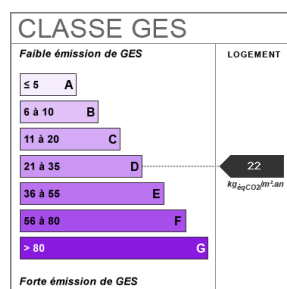 CLASSE GES
Faible émission de GES
LOGEMENT
≤ 5 A
6 à 10 B
11 à 20 C
21 à 35 D
22
kgéqCO2/m².an
36 à 55 E
56 à 80 F
> 80 G
Forte émission de GES